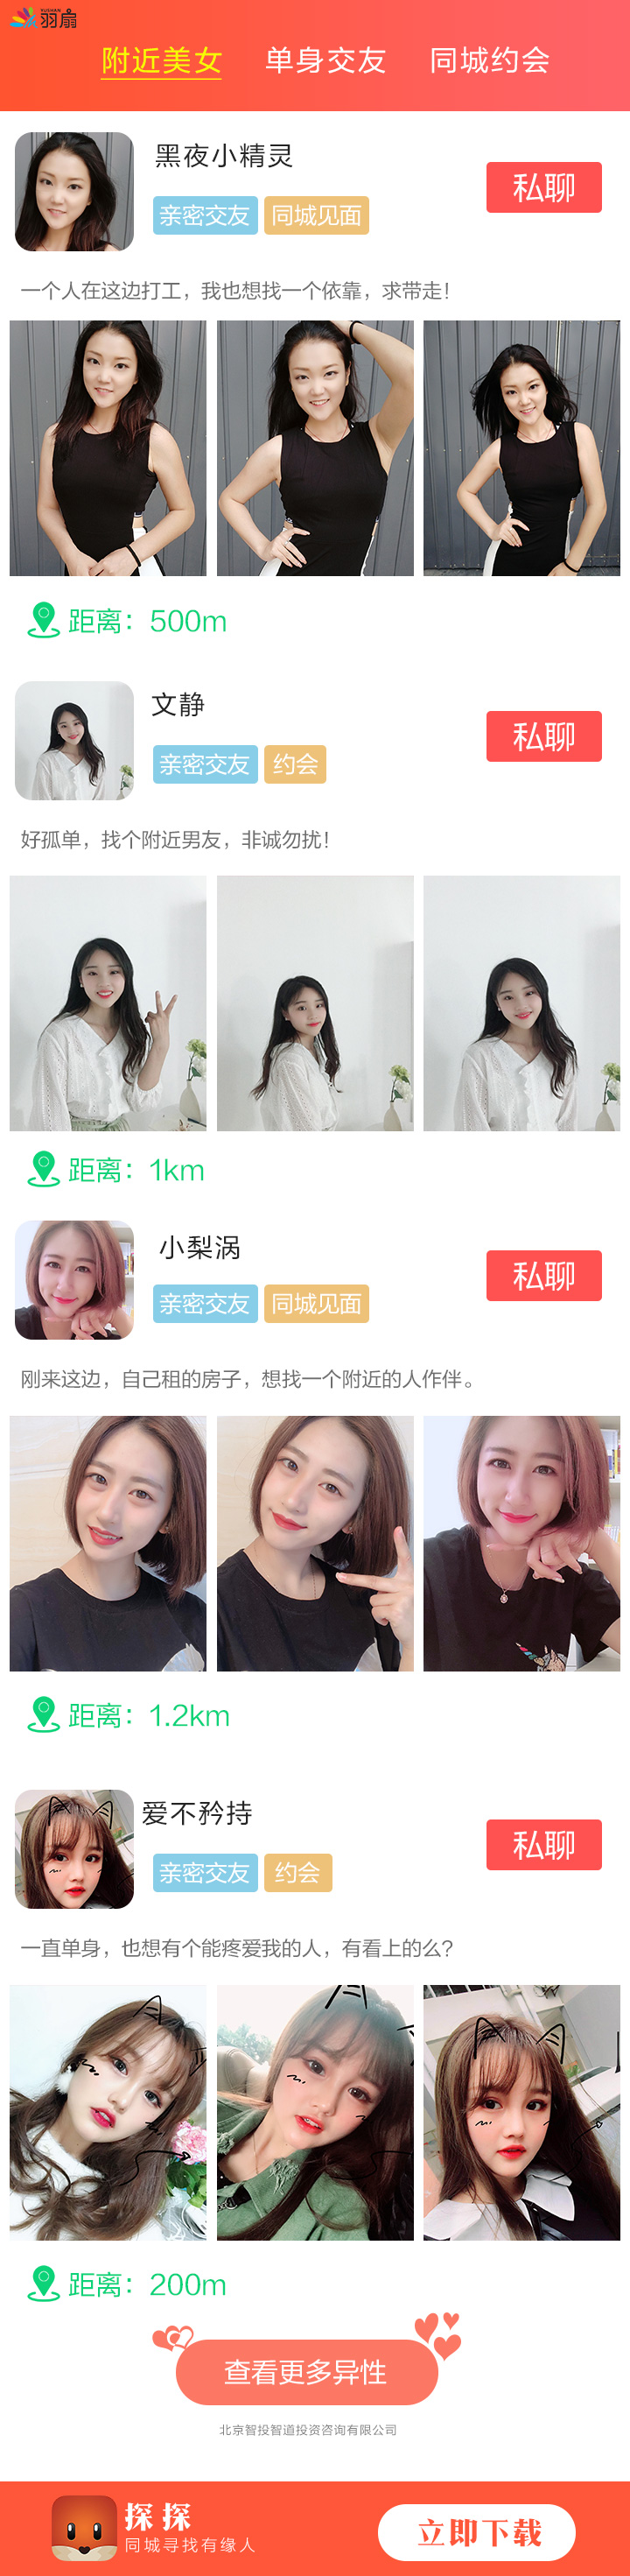 YUSHAN
羽扇
附近美女 单身交友 同城约会
黑夜小精灵
私聊
亲密交友 同城见面
一个人在这边打工，我也想找一个依靠，求带走！
距离：500m
文静
私聊
亲密交友 约会
好孤单，找个附近男友，非诚勿扰！
距离：1km
小梨涡
私聊
亲密交友 同城见面
刚来这边，自己租的房子，想找一个附近的人作伴。
距离：1.2km
爱不矜持
私聊
亲密交友 约会
一直单身，也想有个能疼爱我的人，有看上的么？
距离：200m
查看更多异性
北京智投智道投资咨询有限公司
探探
同城寻找有缘人
立即下载